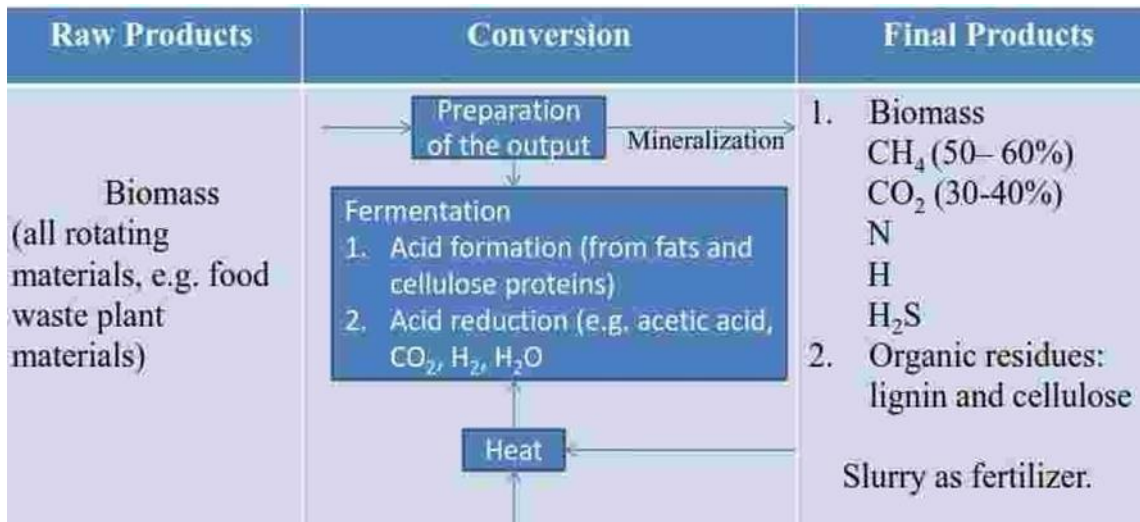 Raw Products
Conversion
Final Products
Biomass
(all rotating
materials, e.g. food
waste plant
materials)
Preparation
of the output
Mineralization
Fermentation
1. Acid formation (from fats and
cellulose proteins)
2. Acid reduction (e.g. acetic acid,
CO₂, H₂, H₂O
Heat
1. Biomass
CH₄ (50– 60%)
CO₂ (30-40%)
N
H
H₂S
2. Organic residues:
lignin and cellulose
Slurry as fertilizer.